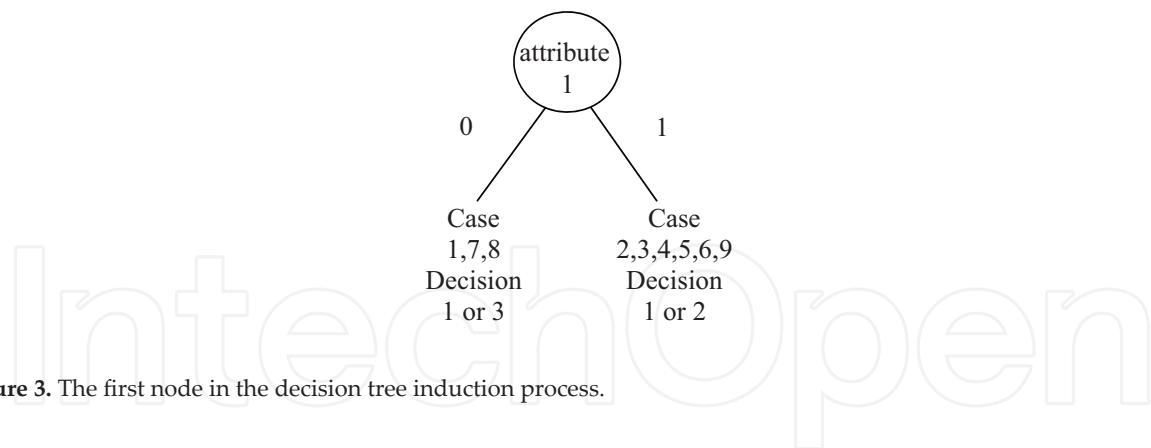 attribute
1
0
1
Case
1,7,8
Decision
1 or 3
Case
2,3,4,5,6,9
Decision
1 or 2
ure 3. The first node in the decision tree induction process.
IntechOpen